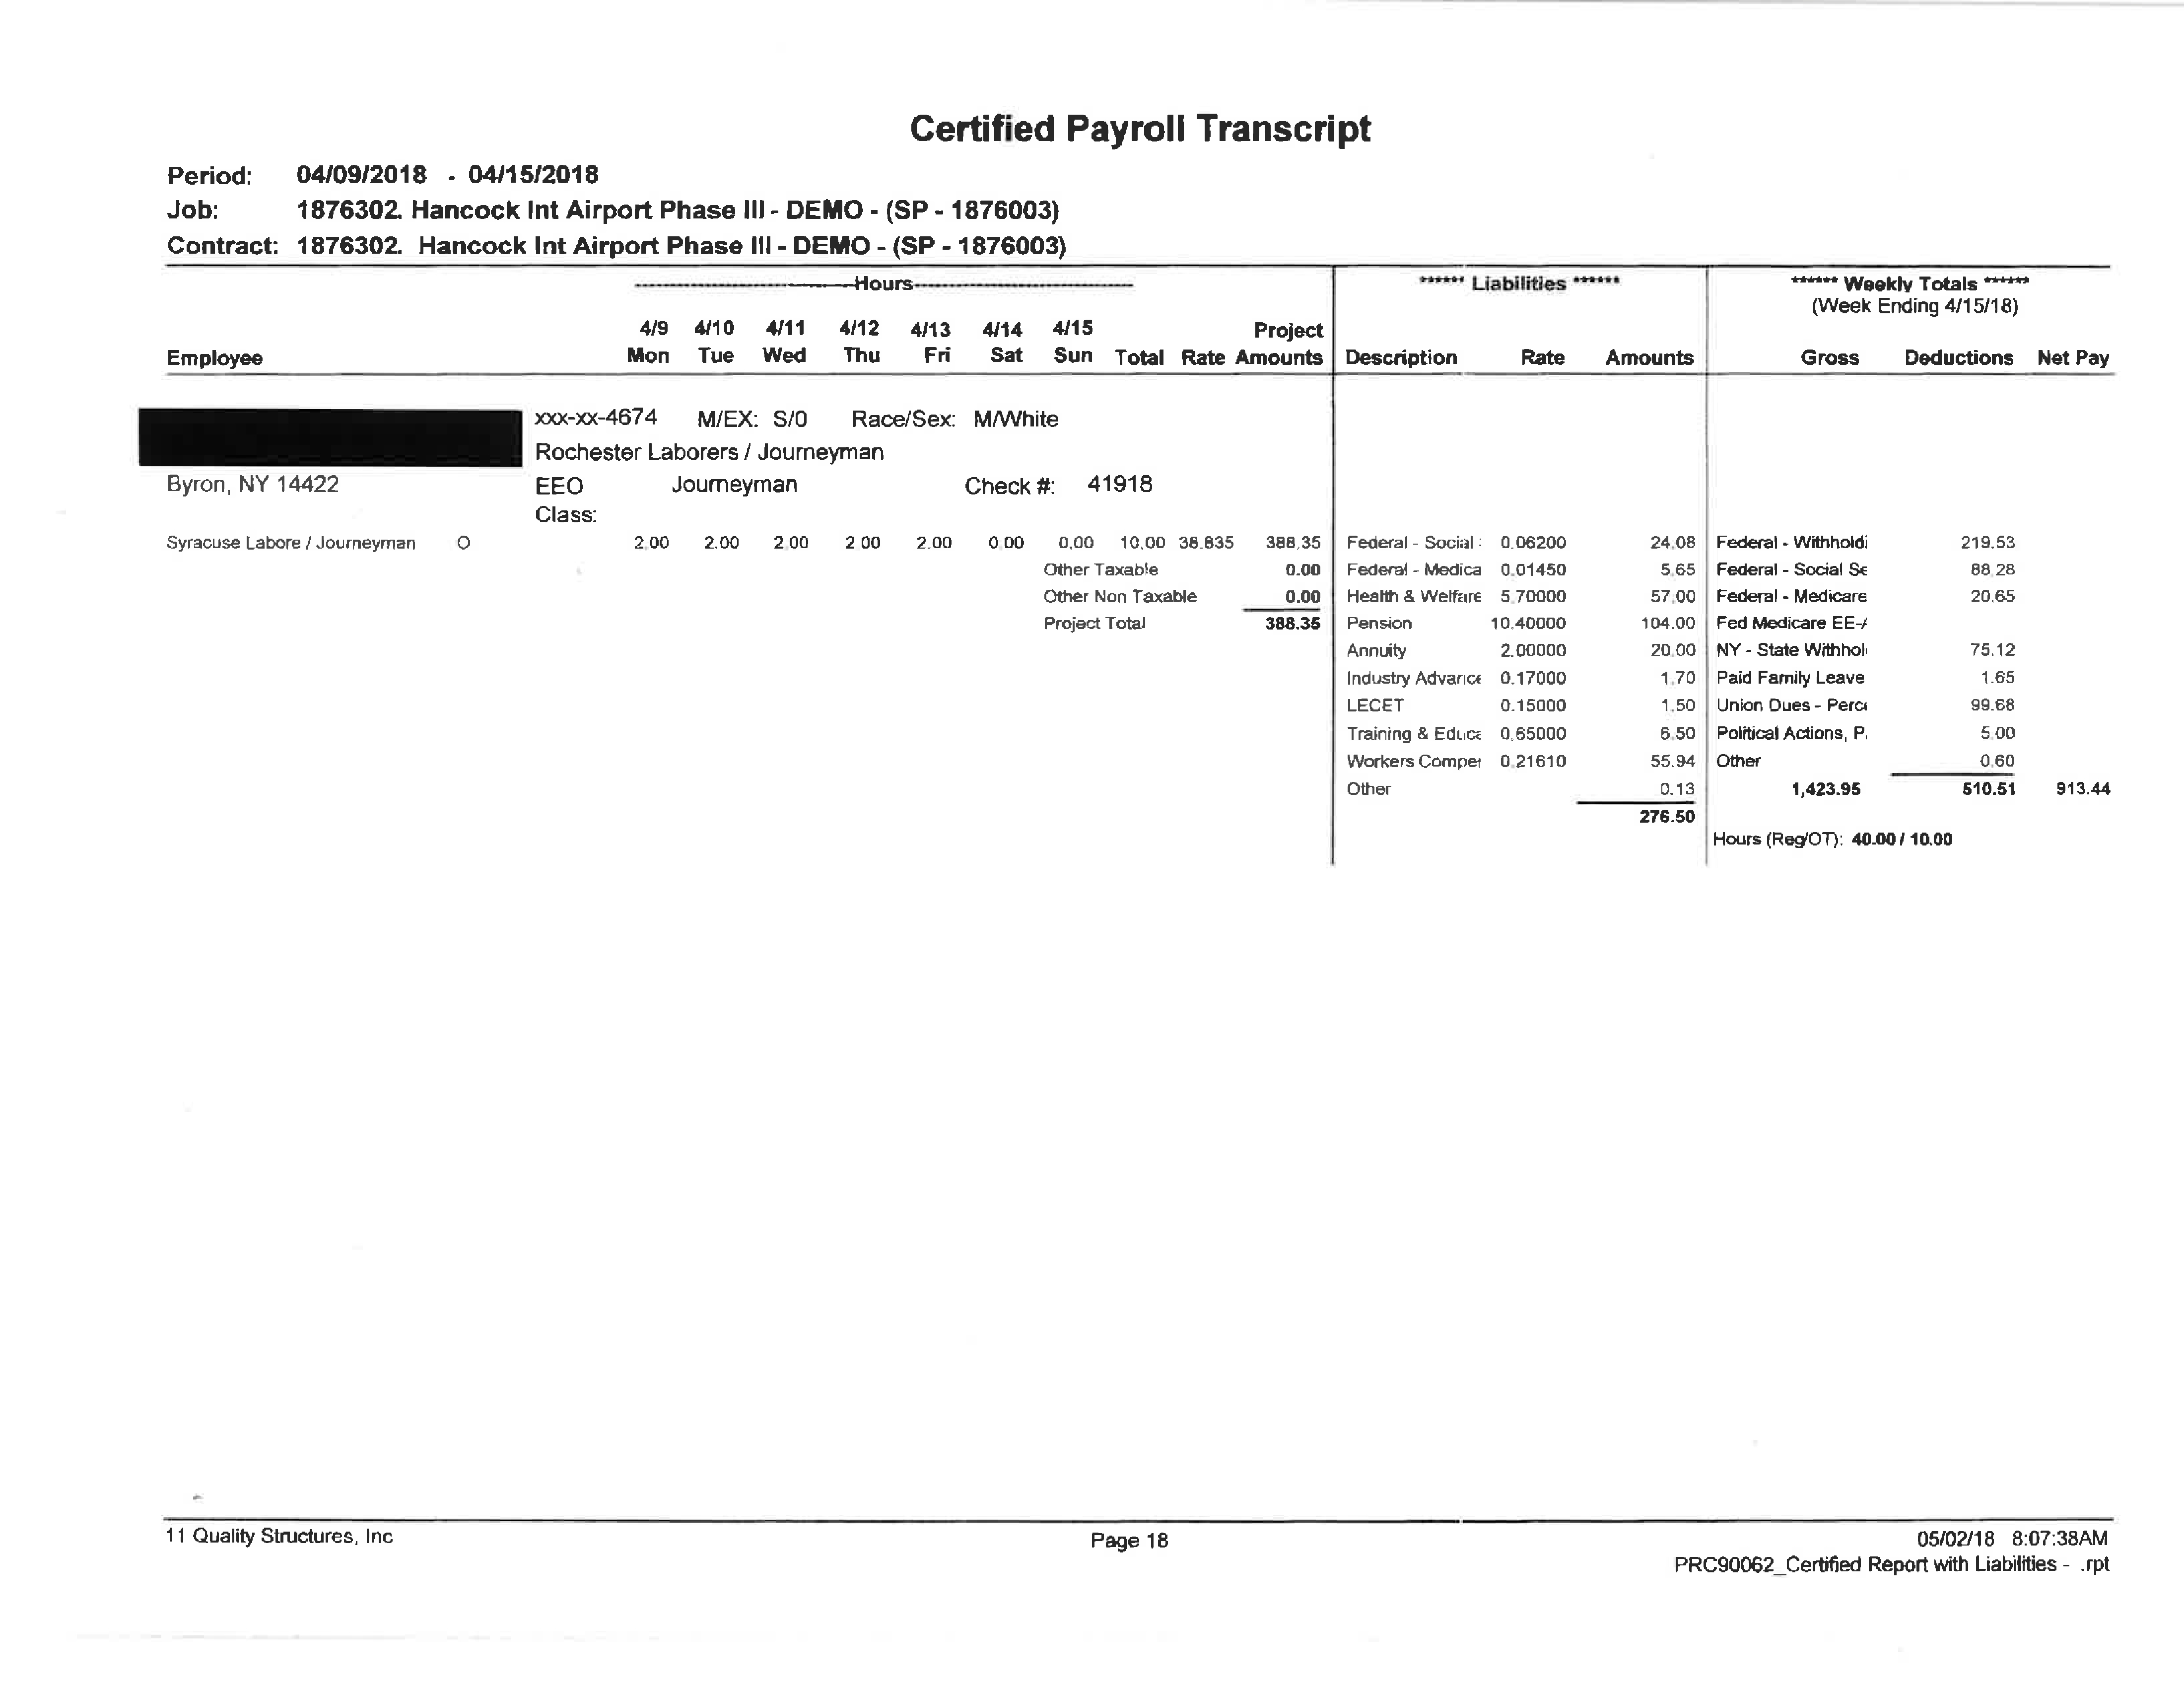 Certified Payroll Transcript
Period: 04/09/2018 - 04/15/2018
Job: 1876302. Hancock Int Airport Phase III - DEMO - (SP - 1876003)
Contract: 1876302. Hancock Int Airport Phase III - DEMO - (SP - 1876003)
Hours ****** Liabilities ****** ****** Weekly Totals ******
(Week Ending 4/15/18)
4/9 4/10 4/11 4/12 4/13 4/14 4/15 Project
Employee Mon Tue Wed Thu Fri Sat Sun Total Rate Amounts Description Rate Amounts Gross Deductions Net Pay
xxx-xx-4674 M/EX: S/0 Race/Sex: M/White
Rochester Laborers / Journeyman
Byron, NY 14422 EEO Journeyman Check #: 41918
Class:
Syracuse Labore / Journeyman O 2.00 2.00 2.00 2.00 2.00 0.00 0.00 10.00 38.835 388.35 Federal - Social : 0.06200 24.08 Federal - Withholdi 219.53
Other Taxable 0.00 Federal - Medica 0.01450 5.65 Federal - Social Se 88.28
Other Non Taxable 0.00 Health & Welfare 5.70000 57.00 Federal - Medicare 20.65
Project Total 388.35 Pension 10.40000 104.00 Fed Medicare EE-/
Annuity 2.00000 20.00 NY - State Withhol 75.12
Industry Advance 0.17000 1.70 Paid Family Leave 1.65
LECET 0.15000 1.50 Union Dues - Perce 99.68
Training & Educa 0.65000 6.50 Political Actions, P. 5.00
Workers Compe 0.21610 55.94 Other 0.60
Other 0.13 1,423.95 510.51 913.44
276.50
Hours (Reg/OT): 40.00 / 10.00
11 Quality Structures, Inc Page 18 05/02/18 8:07:38AM
PRC90062_Certified Report with Liabilities - .rpt